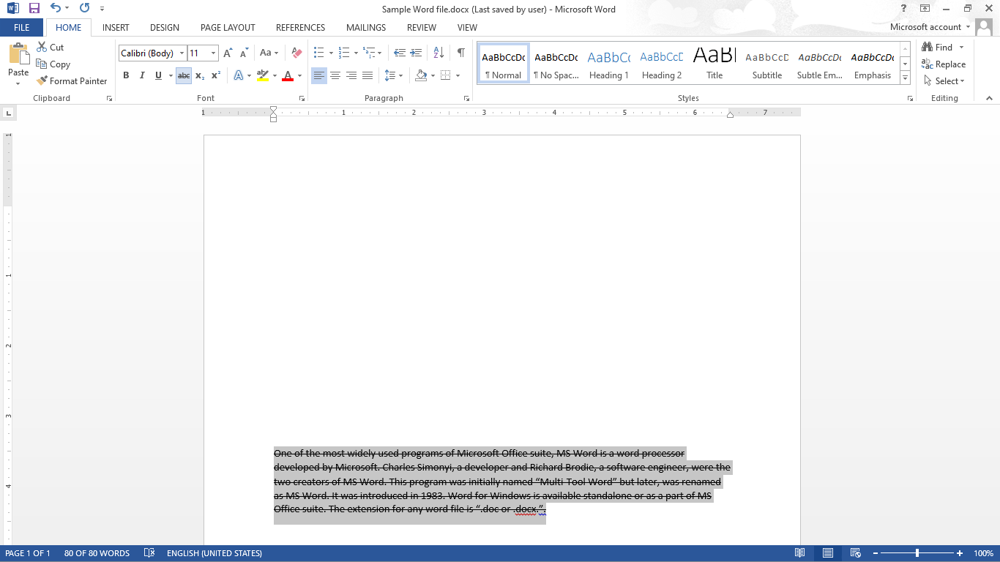 Sample Word file.docx (Last saved by user) - Microsoft Word
FILE HOME INSERT DESIGN PAGE LAYOUT REFERENCES MAILINGS REVIEW VIEW Microsoft account
Paste
Cut
Copy
Format Painter
Clipboard
Calibri (Body) 11
Aa
B I U abc x₂ x² A ab A
Font
Paragraph
AaBbCcDc AaBbCcDc AaBbCc AaBbCcD AaBl AaBbCcD AaBbCcDc AaBbCcDc
¶ Normal ¶ No Spac... Heading 1 Heading 2 Title Subtitle Subtle Em... Emphasis
Styles
Find
Replace
Select
Editing
1 1 2 3 4 5 6 7
1
1
2
3
4
One of the most widely used programs of Microsoft Office suite, MS Word is a word processor
developed by Microsoft. Charles Simonyi, a developer and Richard Brodie, a software engineer, were the
two creators of MS Word. This program was initially named “Multi-Tool Word” but later, was renamed
as MS Word. It was introduced in 1983. Word for Windows is available standalone or as a part of MS
Office suite. The extension for any word file is “.doc or .docx.”.
PAGE 1 OF 1 80 OF 80 WORDS ENGLISH (UNITED STATES) 100%